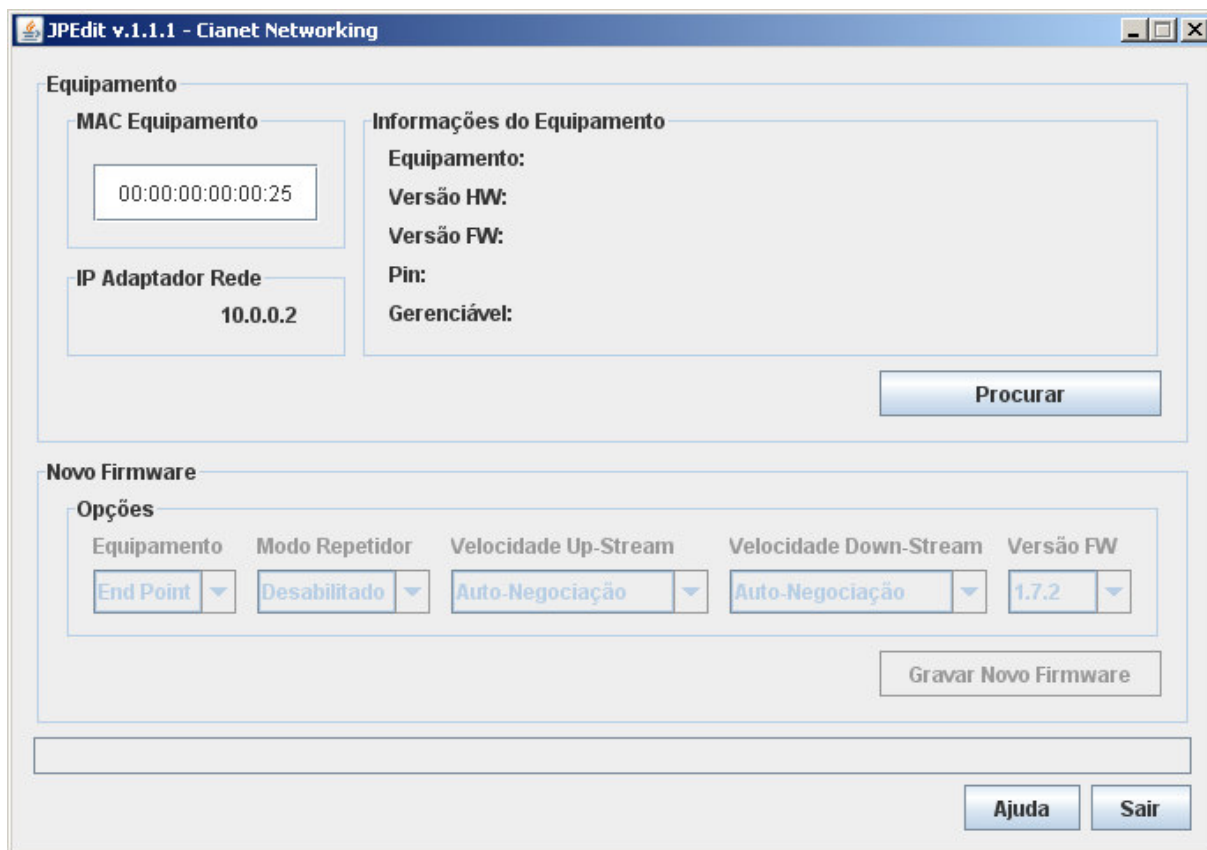 JPEdit v.1.1.1 - Cianet Networking
Equipamento
MAC Equipamento
00:00:00:00:00:25
IP Adaptador Rede
10.0.0.2
Informações do Equipamento
Equipamento:
Versão HW:
Versão FW:
Pin:
Gerenciável:
Procurar
Novo Firmware
Opções
Equipamento Modo Repetidor Velocidade Up-Stream Velocidade Down-Stream Versão FW
End Point Desabilitado Auto-Negociação Auto-Negociação 1.7.2
Gravar Novo Firmware
Ajuda Sair